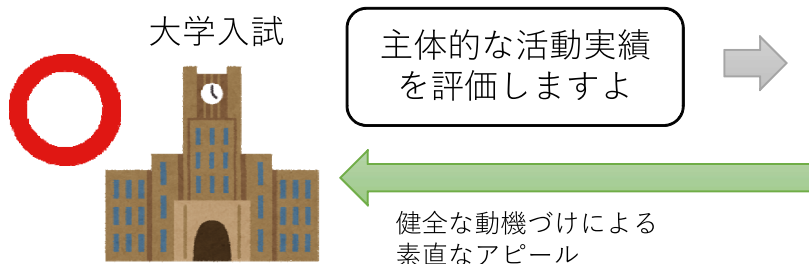 大学入試
主体的な活動実績
を評価しますよ
健全な動機づけによる
素直なアピール